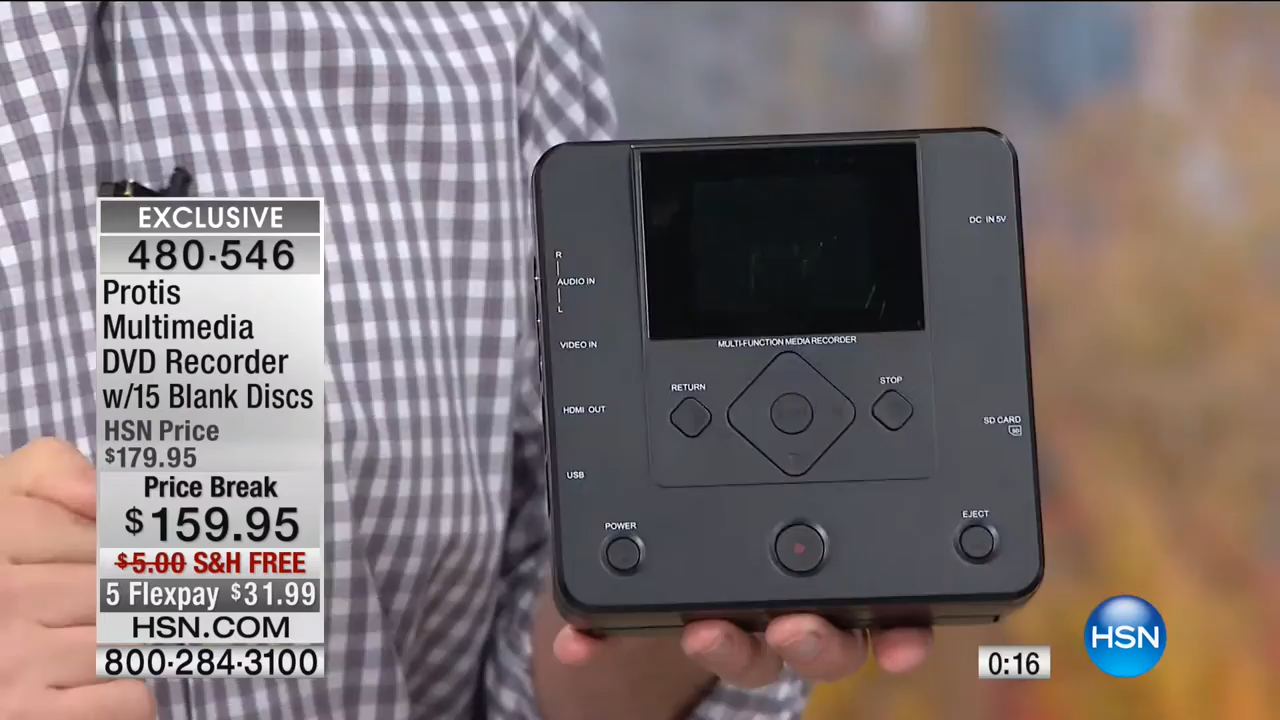 EXCLUSIVE
480·546
Protis
Multimedia
DVD Recorder
w/15 Blank Discs
HSN Price
$179.95
Price Break
$159.95
$5.00 S&H FREE
5 Flexpay $31.99
HSN.COM
800·284·3100
R
AUDIO IN
L
VIDEO IN
HDMI OUT
USB
DC IN 5V
MULTI-FUNCTION MEDIA RECORDER
RETURN
STOP
SD CARD
SD
POWER
EJECT
0:16
HSN